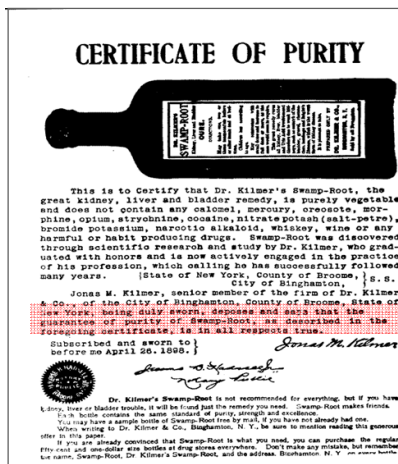 CERTIFICATE OF PURITY
DR. KILMER'S
SWAMP-ROOT
CURE.
This is to Certify that Dr. Kilmer's Swamp-Root, the
great kidney, liver and bladder remedy, is purely vegetable
and does not contain any calomel, mercury, creosote, mor-
phine, opium, strychnine, cocaine, nitrate potash (salt-petre),
bromide potassium, narcotic alkaloid, whiskey, wine or any
harmful or habit producing drugs. Swamp-Root was discovered
through scientific research and study by Dr. Kilmer, who grad-
uated with honors and is now actively engaged in the practice
of his profession, which calling he has successfully followed
many years. {State of New York, County of Broome, } S.S.
City of Binghamton,
Jonas M. Kilmer, senior member of the firm of Dr. Kilmer
& Co., of the City of Binghamton, County of Broome, State of
New York, being duly sworn, deposes and says that the
guarantee of purity of Swamp-Root, as described in the
foregoing certificate, is in all respects true.
Subscribed and sworn to }
before me April 26, 1898. }
Jonas M. Kilmer
Notary Public
Dr. Kilmer's Swamp-Root is not recommended for everything, but if you have
kidney, liver or bladder trouble, it will be found just the remedy you need. Swamp-Root makes friends.
Each bottle contains the same standard of purity, strength and excellence.
You may have a sample bottle of Swamp-Root free by mail, if you have not already had one.
When writing to Dr. Kilmer & Co., Binghamton, N. Y., be sure to mention reading this generous
offer in this paper.
If you are already convinced that Swamp-Root is what you need, you can purchase the regular
fifty-cent and one-dollar size bottles at drug stores everywhere. Don't make any mistake, but remember
the name, Swamp-Root, Dr. Kilmer's Swamp-Root, and the address, Binghamton, N. Y. on every bottle